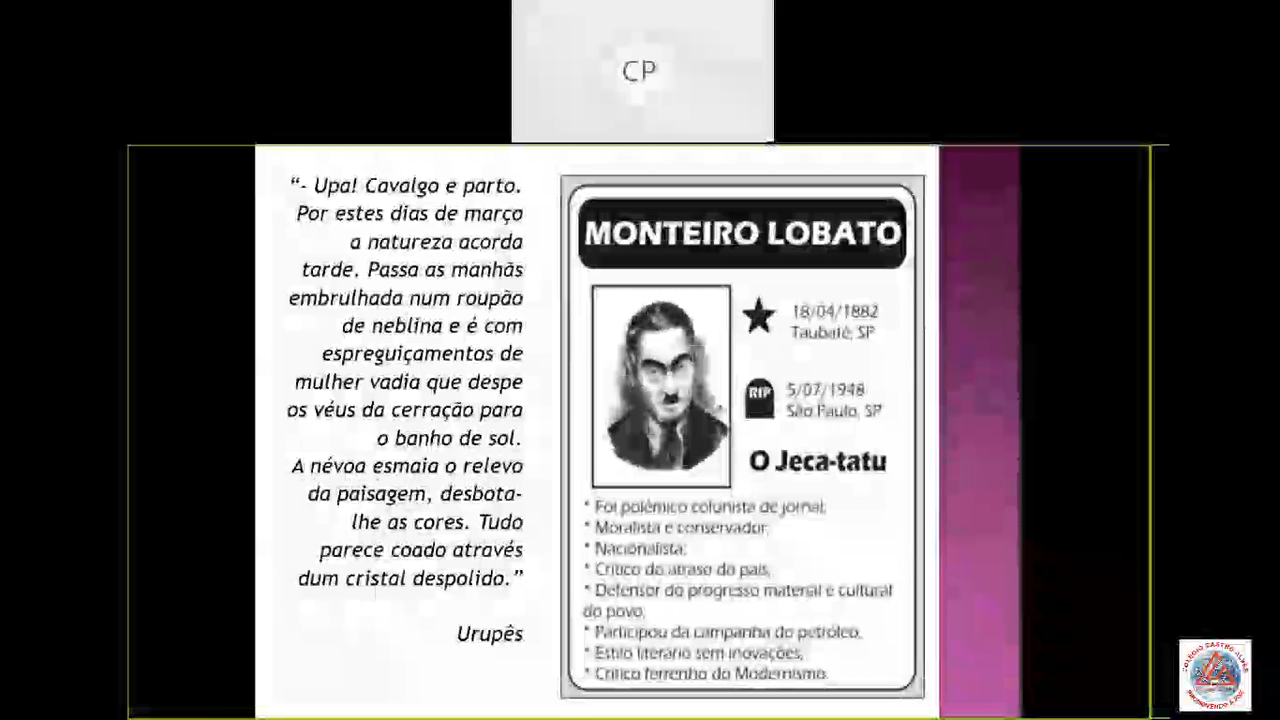 CP
“- Upa! Cavalgo e parto.
Por estes dias de março
a natureza acorda
tarde. Passa as manhãs
embrulhada num roupão
de neblina e é com
espreguiçamentos de
mulher vadia que despe
os véus da cerração para
o banho de sol.
A névoa esmaia o relevo
da paisagem, desbota-
lhe as cores. Tudo
parece coado através
dum cristal despolido.”
Urupês
MONTEIRO LOBATO
18/04/1882
Taubaté, SP
RIP
5/07/1948
São Paulo, SP
O Jeca-tatu
* Foi polêmico colunista de jornal;
* Moralista e conservador;
* Nacionalista;
* Crítico do atraso do país;
* Defensor do progresso material e cultural
do povo;
* Participou da campanha do petróleo;
* Estilo literário sem inovações;
* Crítico ferrenho do Modernismo.
COLÉGIO CASTRO ALVES